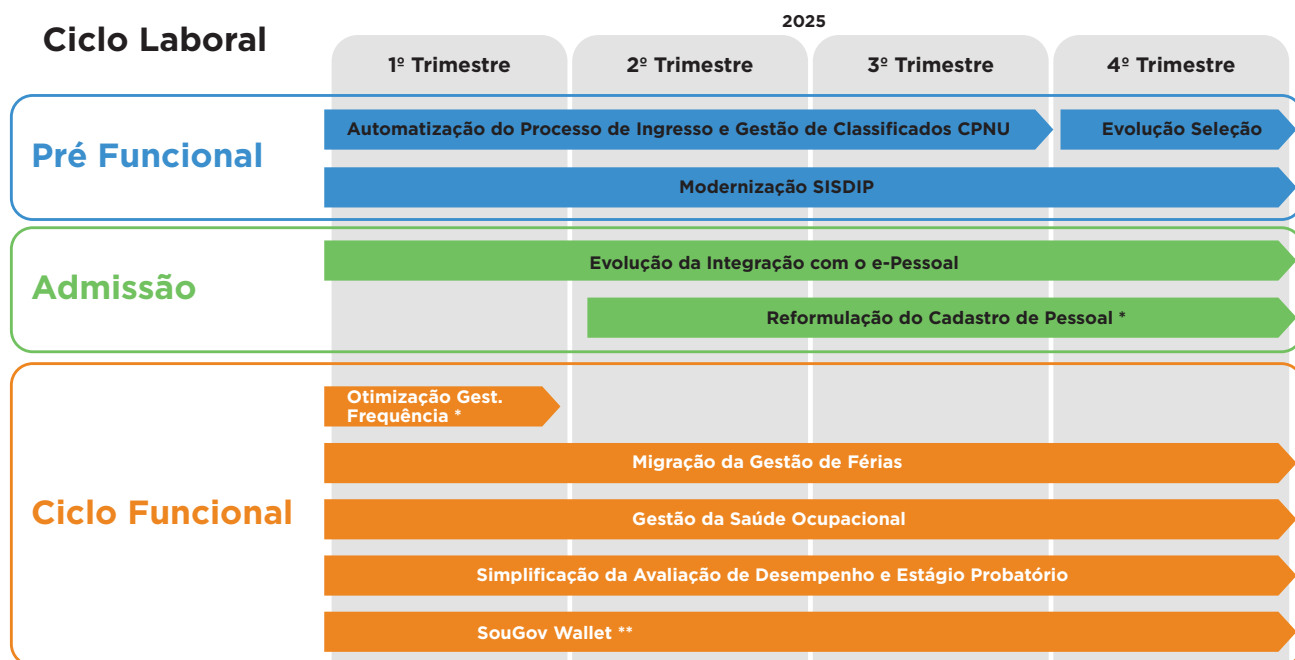 2025
Ciclo Laboral
1º Trimestre
2º Trimestre
3º Trimestre
4º Trimestre
Pré Funcional
Automatização do Processo de Ingresso e Gestão de Classificados CPNU
Evolução Seleção
Modernização SISDIP
Admissão
Evolução da Integração com o e-Pessoal
Reformulação do Cadastro de Pessoal *
Ciclo Funcional
Otimização Gest.
Frequência *
Migração da Gestão de Férias
Gestão da Saúde Ocupacional
Simplificação da Avaliação de Desempenho e Estágio Probatório
SouGov Wallet **